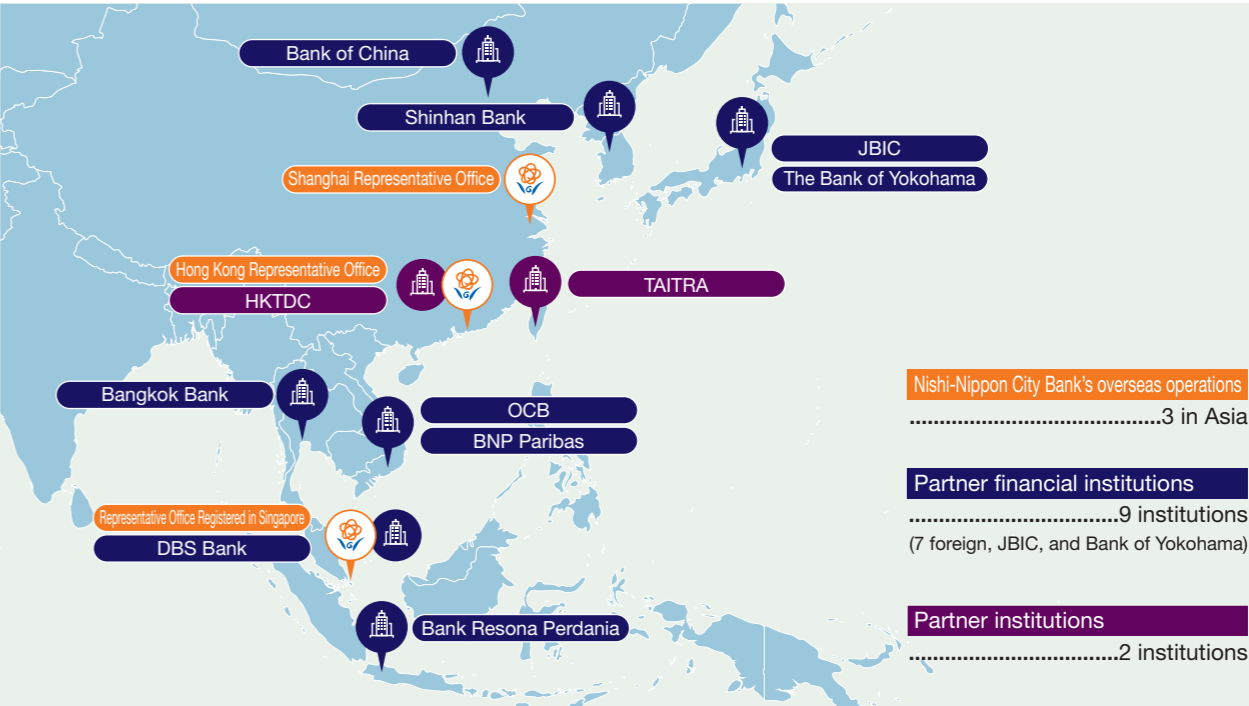 Bank of China
Shinhan Bank
JBIC
The Bank of Yokohama
Shanghai Representative Office
Hong Kong Representative Office
HKTDC
TAITRA
Bangkok Bank
OCB
BNP Paribas
Representative Office Registered in Singapore
DBS Bank
Bank Resona Perdania
Nishi-Nippon City Bank's overseas operations
........................................3 in Asia
Partner financial institutions
.................................9 institutions
(7 foreign, JBIC, and Bank of Yokohama)
Partner institutions
.................................2 institutions